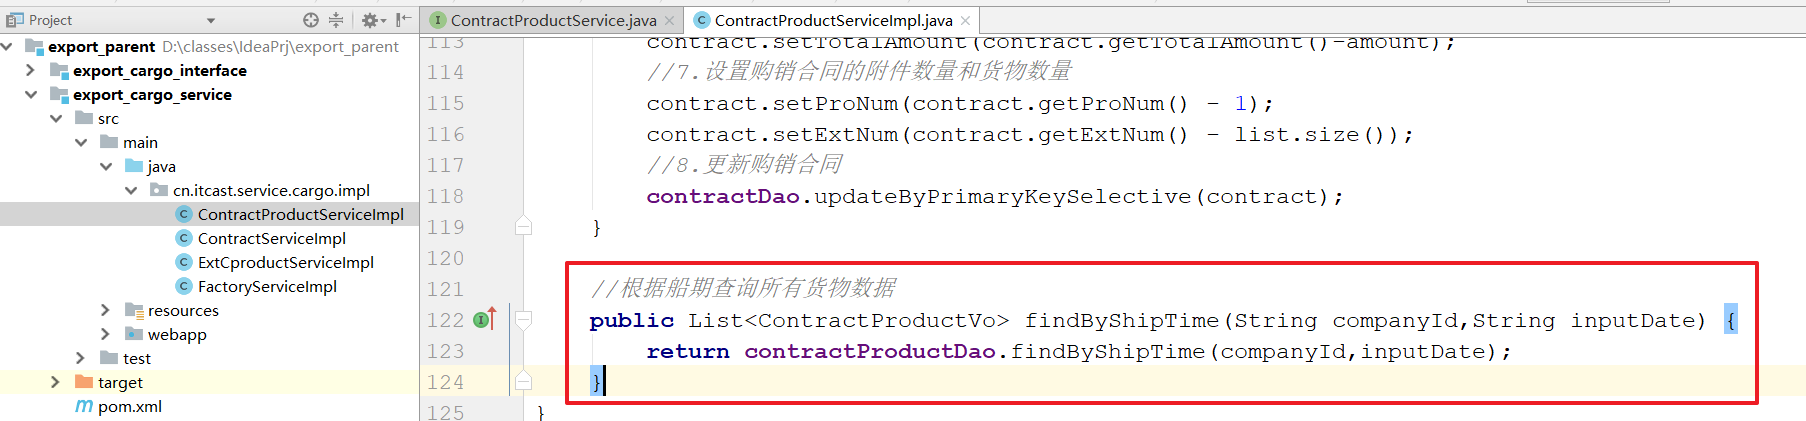 Project
ContractProductService.java
ContractProductServiceImpl.java
export_parent D:\classes\IdeaPrj\export_parent
export_cargo_interface
export_cargo_service
src
main
java
cn.itcast.service.cargo.impl
ContractProductServiceImpl
ContractServiceImpl
ExtCproductServiceImpl
FactoryServiceImpl
resources
webapp
test
target
pom.xml
113 contract.setTotalAmount(contract.getTotalAmount()-amount);
114 //7.设置购销合同的附件数量和货物数量
115 contract.setProNum(contract.getProNum() - 1);
116 contract.setExtNum(contract.getExtNum() - list.size());
117 //8.更新购销合同
118 contractDao.updateByPrimaryKeySelective(contract);
119 }
120
121 //根据船期查询所有货物数据
122 public List<ContractProductVo> findByShipTime(String companyId,String inputDate) {
123 return contractProductDao.findByShipTime(companyId,inputDate);
124 }
125 }